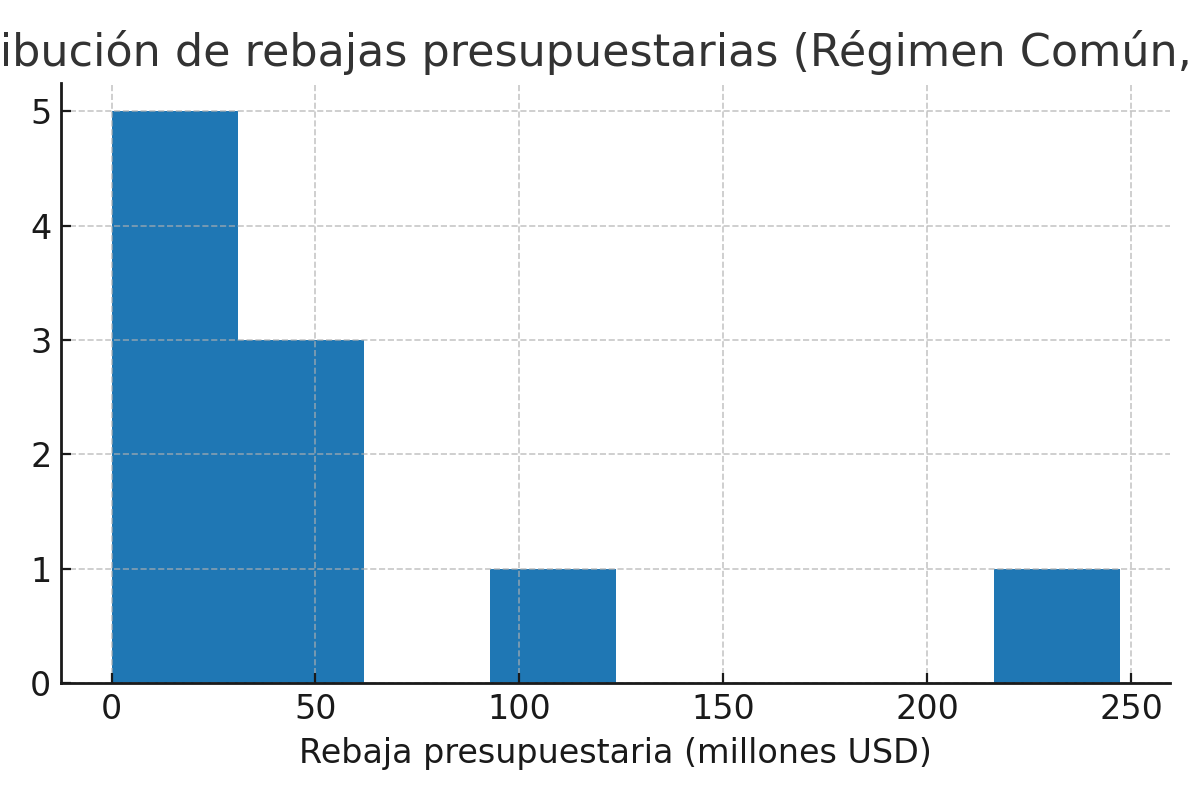 ibución de rebajas presupuestarias (Régimen Común,
5
4
3
2
1
0
0 50 100 150 200 250
Rebaja presupuestaria (millones USD)